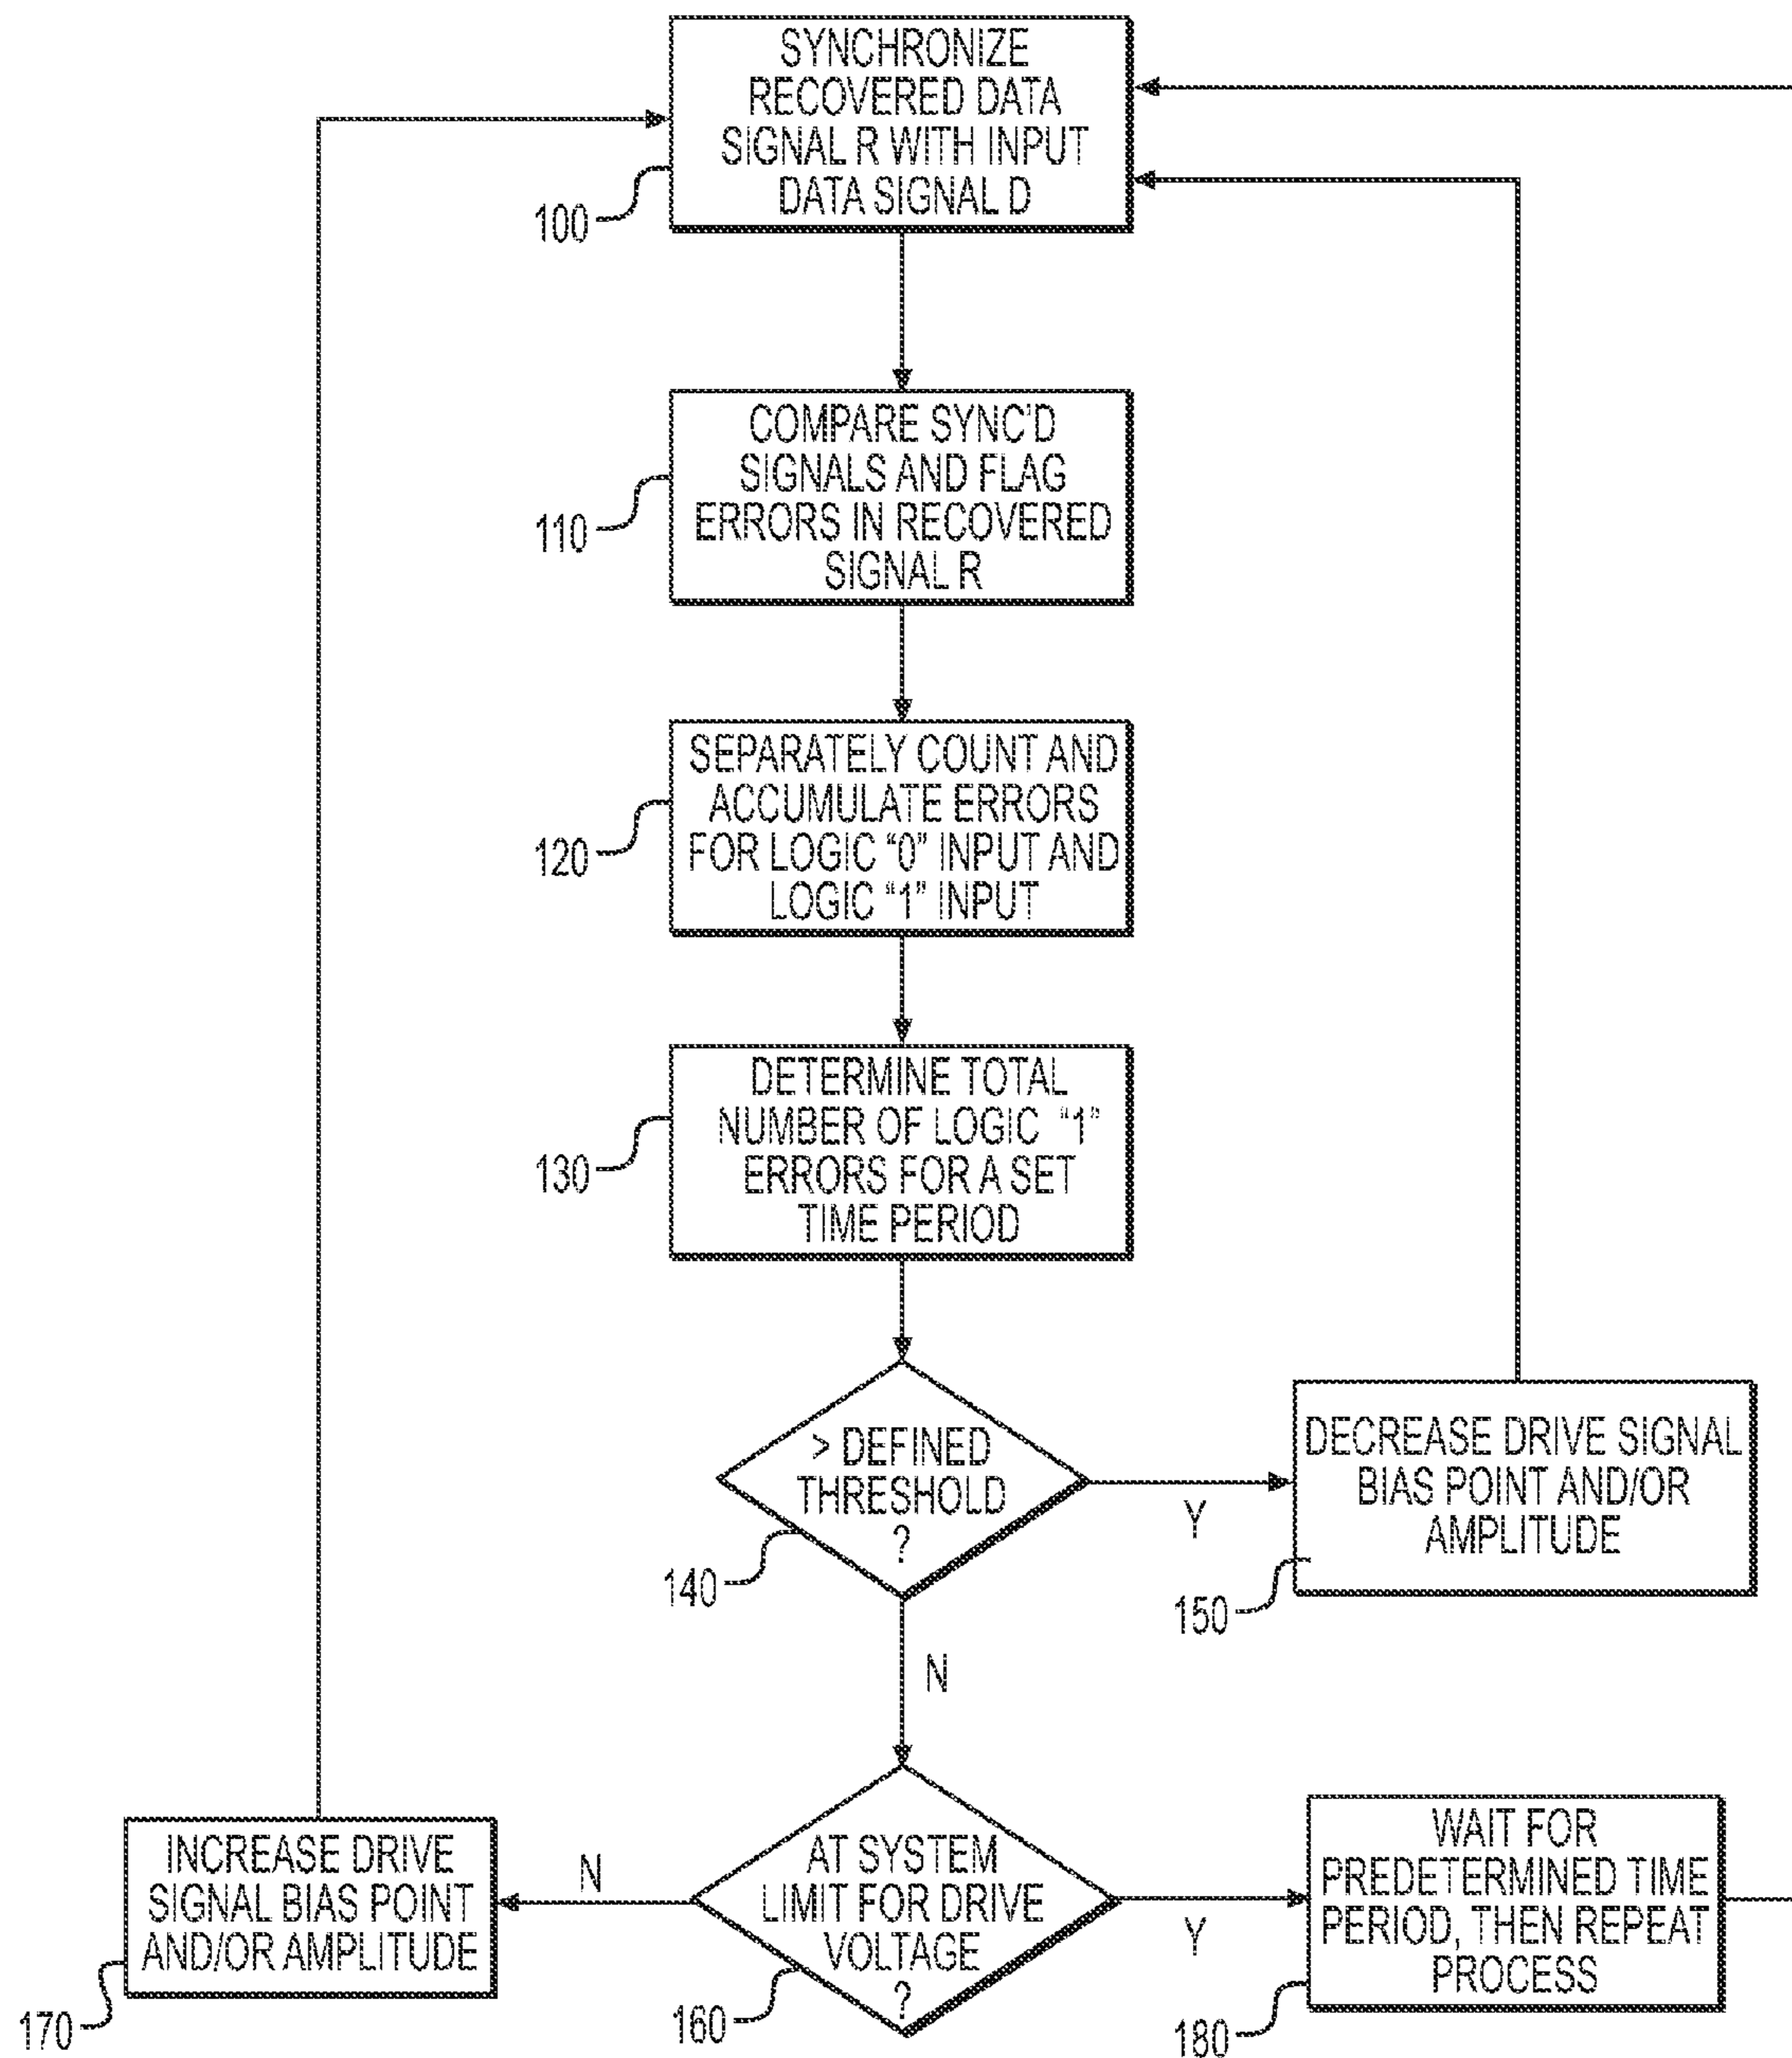 SYNCHRONIZE
RECOVERED DATA
SIGNAL R WITH INPUT
DATA SIGNAL D
100
COMPARE SYNC'D
SIGNALS AND FLAG
ERRORS IN RECOVERED
SIGNAL R
110
SEPARATELY COUNT AND
ACCUMULATE ERRORS
FOR LOGIC “0” INPUT AND
LOGIC “1” INPUT
120
DETERMINE TOTAL
NUMBER OF LOGIC “1”
ERRORS FOR A SET
TIME PERIOD
130
> DEFINED
THRESHOLD
?
140
Y
DECREASE DRIVE SIGNAL
BIAS POINT AND/OR
AMPLITUDE
150
N
AT SYSTEM
LIMIT FOR DRIVE
VOLTAGE
?
160
N
INCREASE DRIVE
SIGNAL BIAS POINT
AND/OR AMPLITUDE
170
Y
WAIT FOR
PREDETERMINED TIME
PERIOD, THEN REPEAT
PROCESS
180